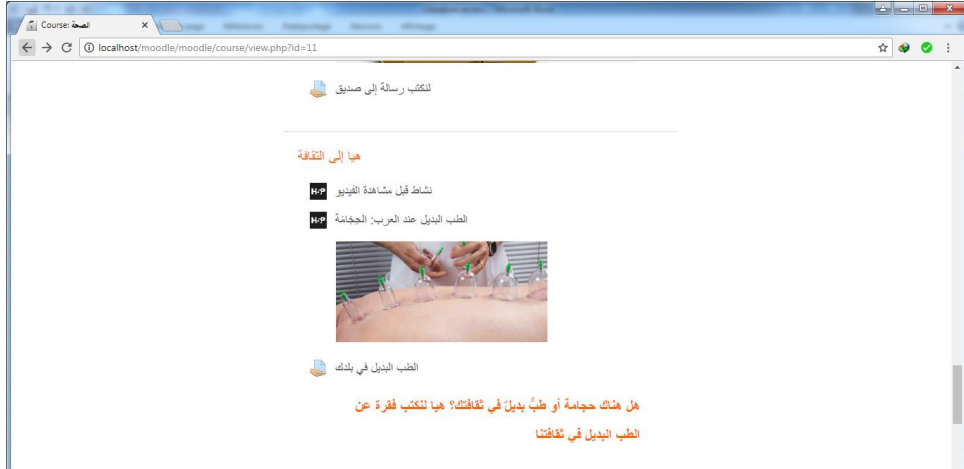 Course: الصحة
localhost/moodle/moodle/course/view.php?id=11
لنكتب رسالة إلى صديق
هيا إلى الثقافة
نشاط قبل مشاهدة الفيديو
H-P
الطب البديل عند العرب: الحِجَامَة
H-P
الطب البديل في بلدك
هل هناك حجامة أو طبٌّ بديلٌ في ثقافتك؟ هيا لنكتب فقرة عن
الطب البديل في ثقافتنا